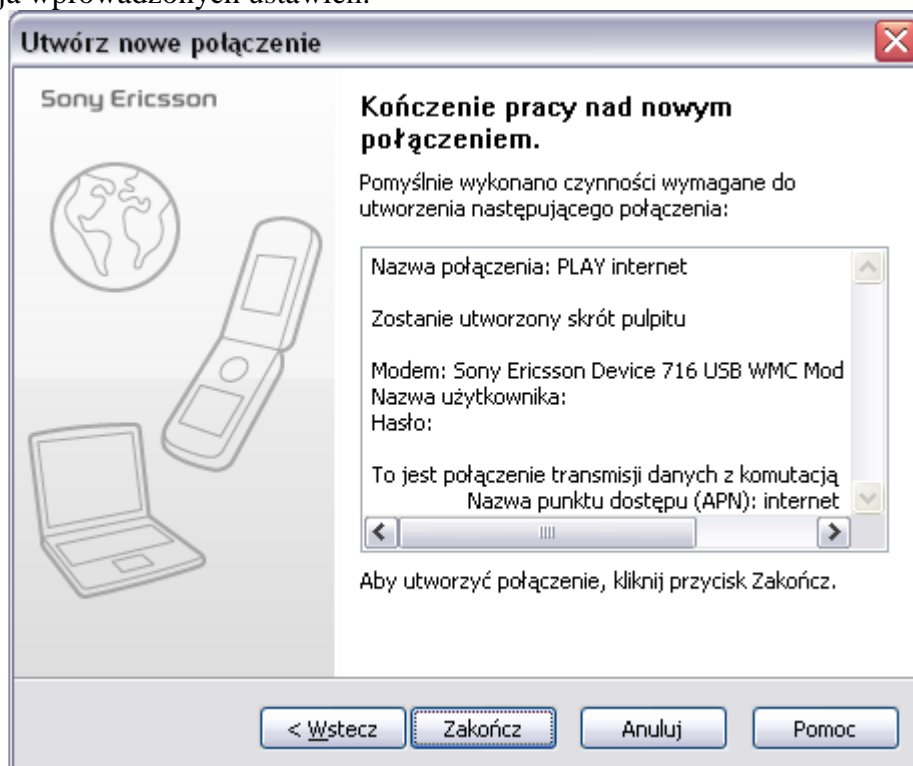 wprowadzonych ustawień.
Utwórz nowe połączenie
Sony Ericsson
Kończenie pracy nad nowym
połączeniem.
Pomyślnie wykonano czynności wymagane do
utworzenia następującego połączenia:
Nazwa połączenia: PLAY internet
Zostanie utworzony skrót pulpitu
Modem: Sony Ericsson Device 716 USB WMC Mod
Nazwa użytkownika:
Hasło:
To jest połączenie transmisji danych z komutacją
Nazwa punktu dostępu (APN): internet
Aby utworzyć połączenie, kliknij przycisk Zakończ.
< Wstecz
Zakończ
Anuluj
Pomoc